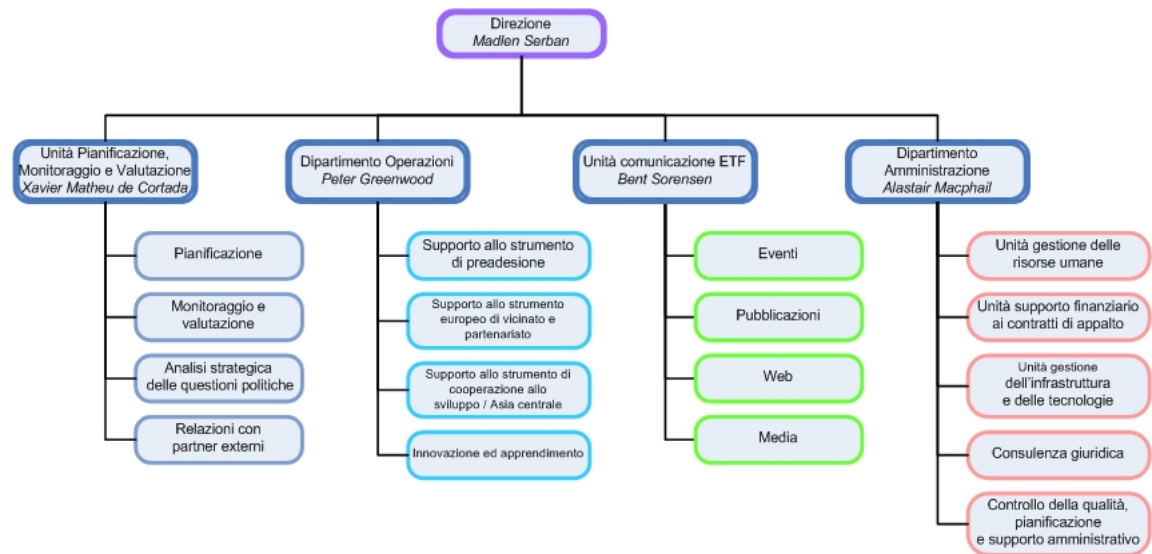 Direzione
Madlen Serban
Unità Pianificazione,
Monitoraggio e Valutazione
Xavier Matheu de Cortada
Dipartimento Operazioni
Peter Greenwood
Unità comunicazione ETF
Bent Sorensen
Dipartimento
Amministrazione
Alastair Macphail
Pianificazione
Monitoraggio e
valutazione
Analisi strategica
delle questioni politiche
Relazioni con
partner externi
Supporto allo strumento
di preadesione
Supporto allo strumento
europeo di vicinato e
partenariato
Supporto allo strumento di
cooperazione allo
sviluppo / Asia centrale
Innovazione ed apprendimento
Eventi
Pubblicazioni
Web
Media
Unità gestione delle
risorse umane
Unità supporto finanziario
ai contratti di appalto
Unità gestione
dell'infrastruttura
e delle tecnologie
Consulenza giuridica
Controllo della qualità,
pianificazione
e supporto amministrativo